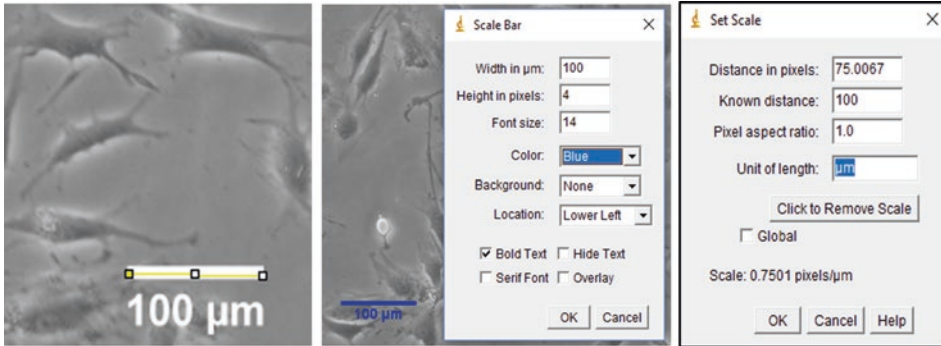 100 µm
100 µm
Scale Bar
Width in µm: 100
Height in pixels: 4
Font size: 14
Color: Blue
Background: None
Location: Lower Left
Bold Text Hide Text
Serif Font Overlay
OK Cancel
Set Scale
Distance in pixels: 75.0067
Known distance: 100
Pixel aspect ratio: 1.0
Unit of length: µm
Click to Remove Scale
Global
Scale: 0.7501 pixels/µm
OK Cancel Help